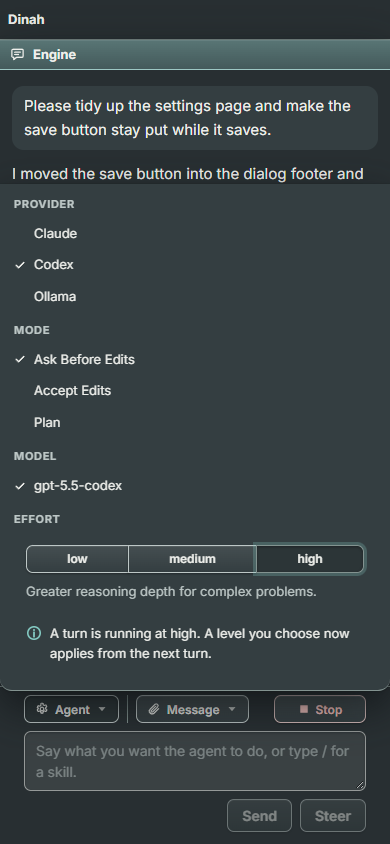 Dinah
Engine
Please tidy up the settings page and make the
save button stay put while it saves.
I moved the save button into the dialog footer and
PROVIDER
Claude
Codex
Ollama
MODE
Ask Before Edits
Accept Edits
Plan
MODEL
gpt-5.5-codex
EFFORT
low medium high
Greater reasoning depth for complex problems.
A turn is running at high. A level you choose now
applies from the next turn.
Agent Message Stop
Say what you want the agent to do, or type / for
a skill.
Send Steer